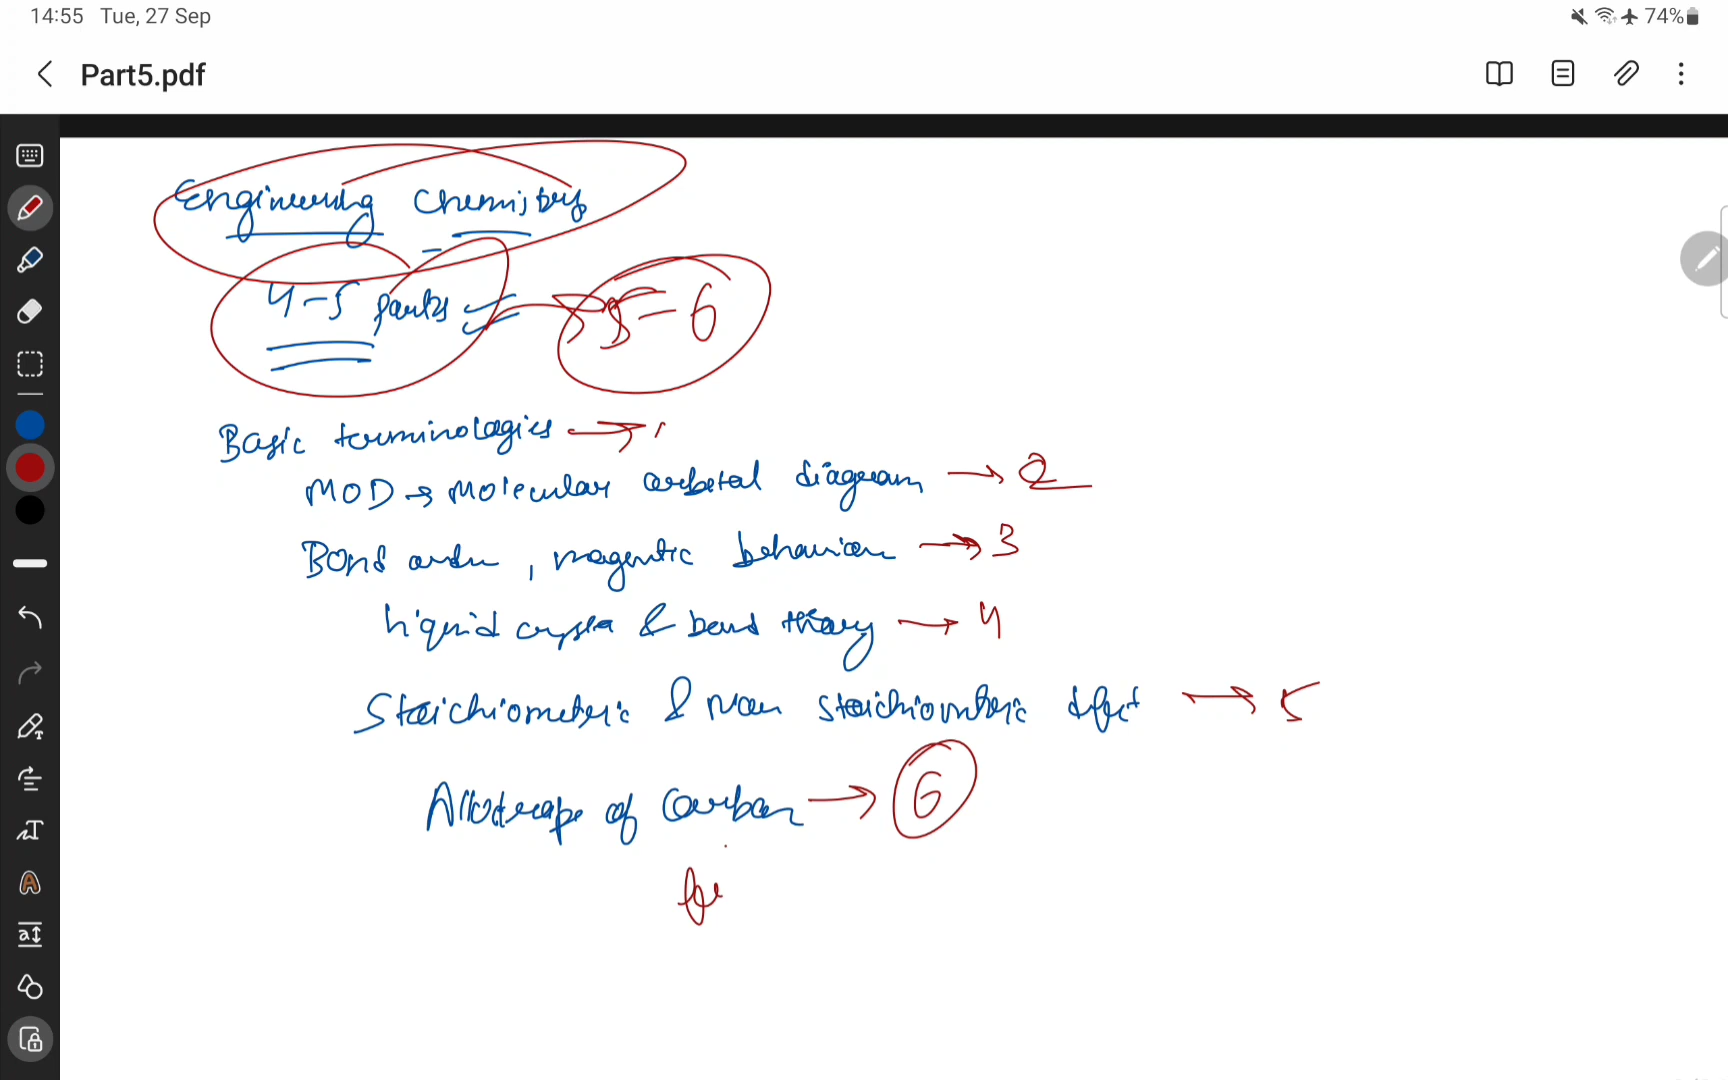 14:55 Tue, 27 Sep 74%
Part5.pdf
Engineering Chemistry
4-5 parts → 5-6
Basic terminologies → 1
MOD → Molecular orbital diagram → 2
Bond order, magentic behaviour → 3
liquid crysta & band theory → 4
Stoichiometric & Non stoichiometric defect → 5
Allotrope of Carbon → 6